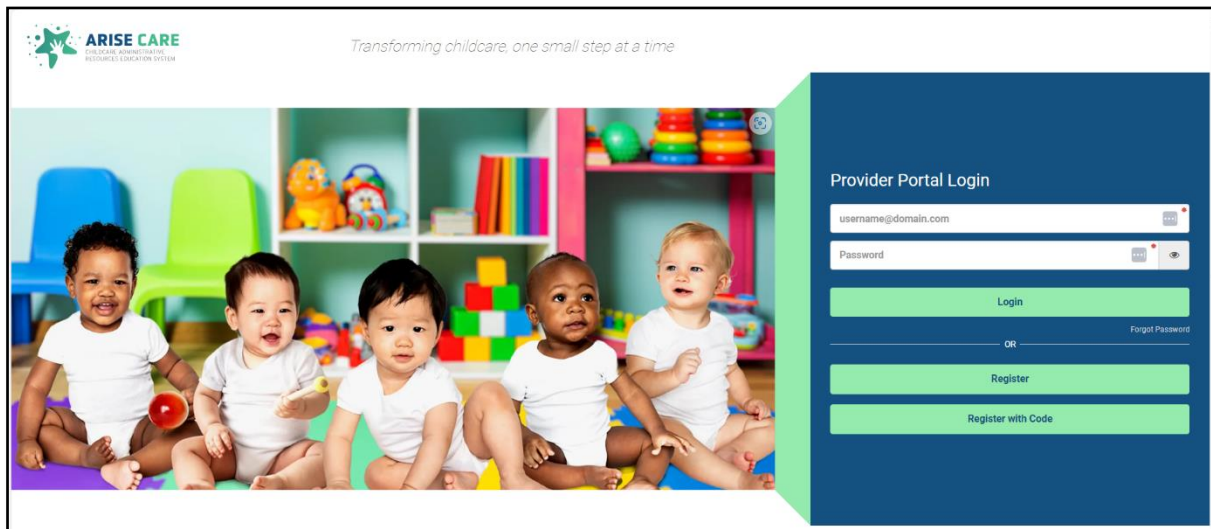 ARISE CARE
CHILDCARE ADMINISTRATIVE
RESOURCES EDUCATION SYSTEM
Transforming childcare, one small step at a time
Provider Portal Login
username@domain.com
*
Password
*
Login
Forgot Password
OR
Register
Register with Code